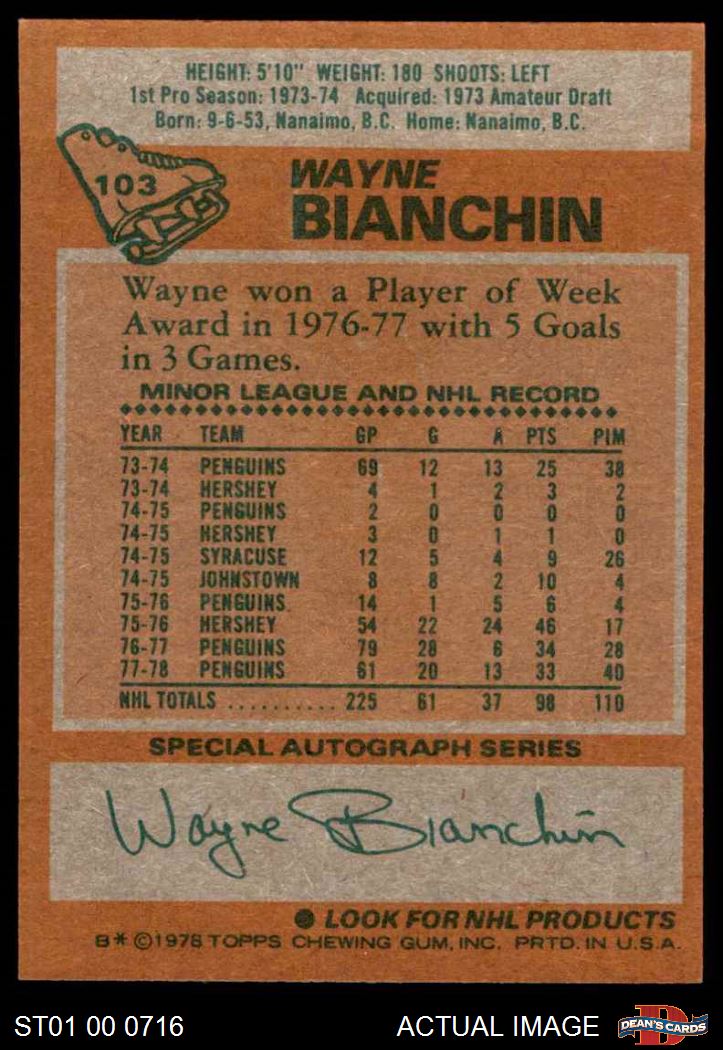 HEIGHT: 5'10" WEIGHT: 180 SHOOTS: LEFT
1st Pro Season: 1973-74 Acquired: 1973 Amateur Draft
Born: 9-6-53, Nanaimo, B.C. Home: Nanaimo, B.C.
103
WAYNE
BIANCHIN
Wayne won a Player of Week
Award in 1976-77 with 5 Goals
in 3 Games.
MINOR LEAGUE AND NHL RECORD
YEAR TEAM GP G A PTS PIM
73-74 PENGUINS 69 12 13 25 38
73-74 HERSHEY 4 1 2 3 2
74-75 PENGUINS 2 0 0 0 0
74-75 HERSHEY 3 0 1 1 0
74-75 SYRACUSE 12 5 4 9 26
74-75 JOHNSTOWN 8 8 2 10 4
75-76 PENGUINS 14 1 5 6 4
75-76 HERSHEY 54 22 24 46 17
76-77 PENGUINS 79 28 6 34 28
77-78 PENGUINS 61 20 13 33 40
NHL TOTALS .......... 225 61 37 98 110
SPECIAL AUTOGRAPH SERIES
Wayne Bianchin
● LOOK FOR NHL PRODUCTS
B* ©1978 TOPPS CHEWING GUM, INC. PRTD. IN U.S.A.
ST01 00 0716 ACTUAL IMAGE
D
DEAN'S CARDS